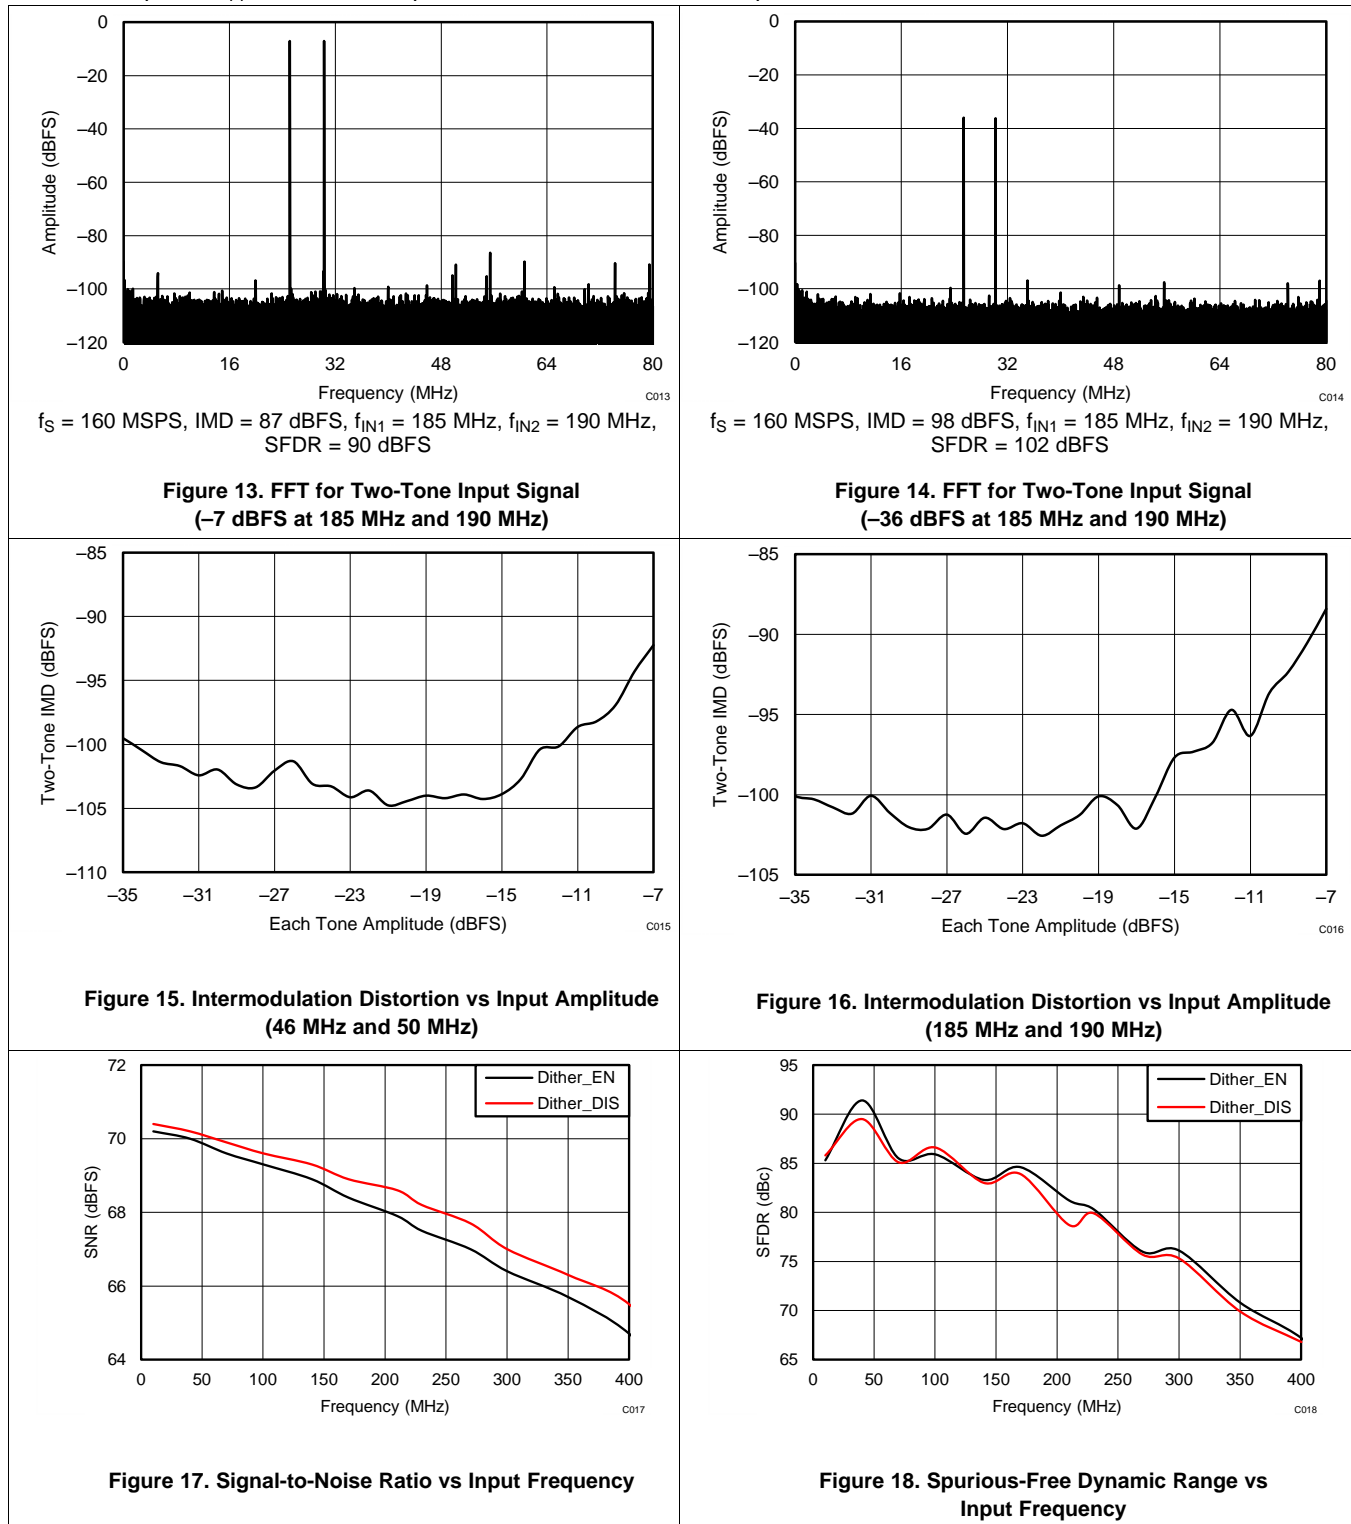 0
–20
–40
–60
–80
–100
–120
Amplitude (dBFS)
0 16 32 48 64 80
Frequency (MHz)
C013
fS = 160 MSPS, IMD = 87 dBFS, fIN1 = 185 MHz, fIN2 = 190 MHz,
SFDR = 90 dBFS
Figure 13. FFT for Two-Tone Input Signal
(–7 dBFS at 185 MHz and 190 MHz)
0
–20
–40
–60
–80
–100
–120
Amplitude (dBFS)
0 16 32 48 64 80
Frequency (MHz)
C014
fS = 160 MSPS, IMD = 98 dBFS, fIN1 = 185 MHz, fIN2 = 190 MHz,
SFDR = 102 dBFS
Figure 14. FFT for Two-Tone Input Signal
(–36 dBFS at 185 MHz and 190 MHz)
–85
–90
–95
–100
–105
–110
Two-Tone IMD (dBFS)
–35 –31 –27 –23 –19 –15 –11 –7
Each Tone Amplitude (dBFS)
C015
Figure 15. Intermodulation Distortion vs Input Amplitude
(46 MHz and 50 MHz)
–85
–90
–95
–100
–105
Two-Tone IMD (dBFS)
–35 –31 –27 –23 –19 –15 –11 –7
Each Tone Amplitude (dBFS)
C016
Figure 16. Intermodulation Distortion vs Input Amplitude
(185 MHz and 190 MHz)
72
70
68
66
64
SNR (dBFS)
Dither_EN
Dither_DIS
0 50 100 150 200 250 300 350 400
Frequency (MHz)
C017
Figure 17. Signal-to-Noise Ratio vs Input Frequency
95
90
85
80
75
70
65
SFDR (dBc)
Dither_EN
Dither_DIS
0 50 100 150 200 250 300 350 400
Frequency (MHz)
C018
Figure 18. Spurious-Free Dynamic Range vs
Input Frequency